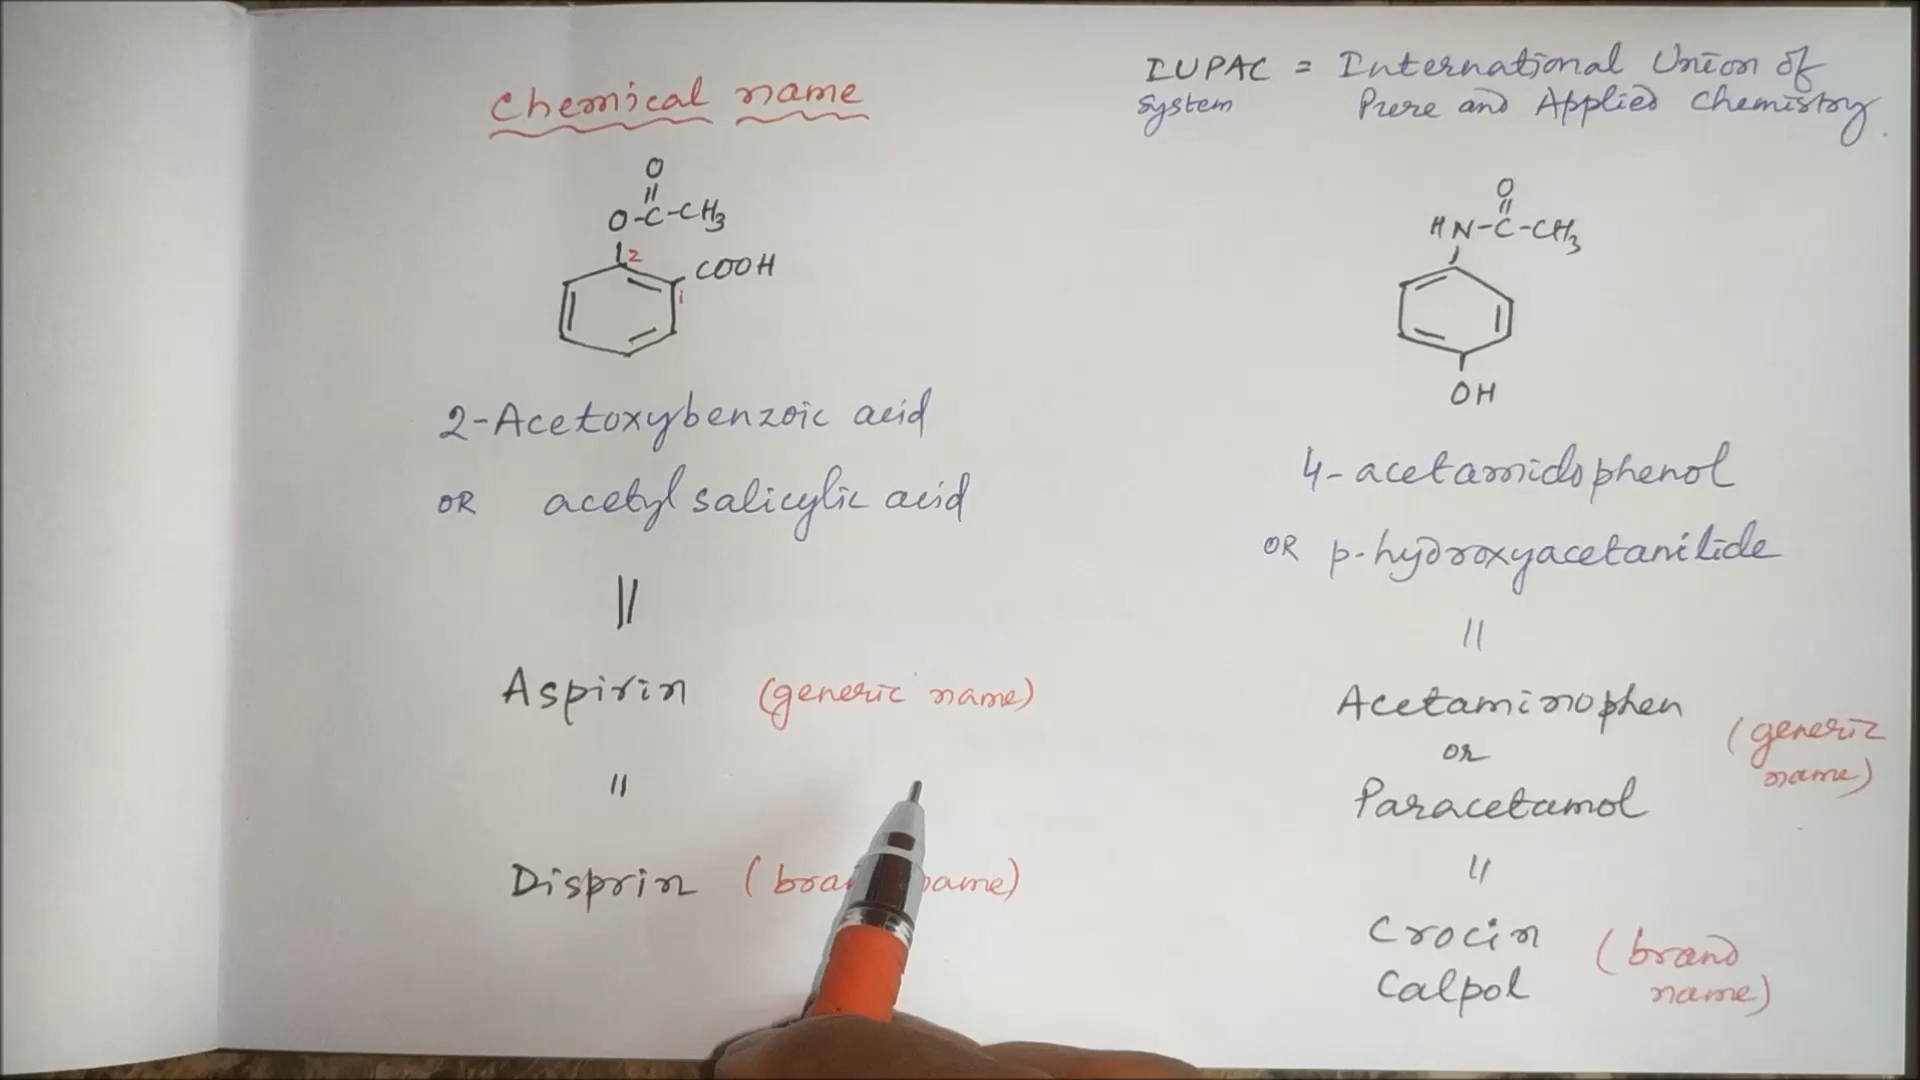 Chemical name
O
O-C-CH3
2
COOH
1
2-Acetoxybenzoic acid
OR acetyl salicylic acid
Aspirin (generic name)
Disprin (brand name)
IUPAC = International Union of
system Pure and Applied Chemistry.
O
HN-C-CH3
OH
4-acetamidophenol
OR p-hydroxyacetanilide
Acetaminophen
or
(generic
name)
Paracetamol
Crocin
Calpol
(brand
name)